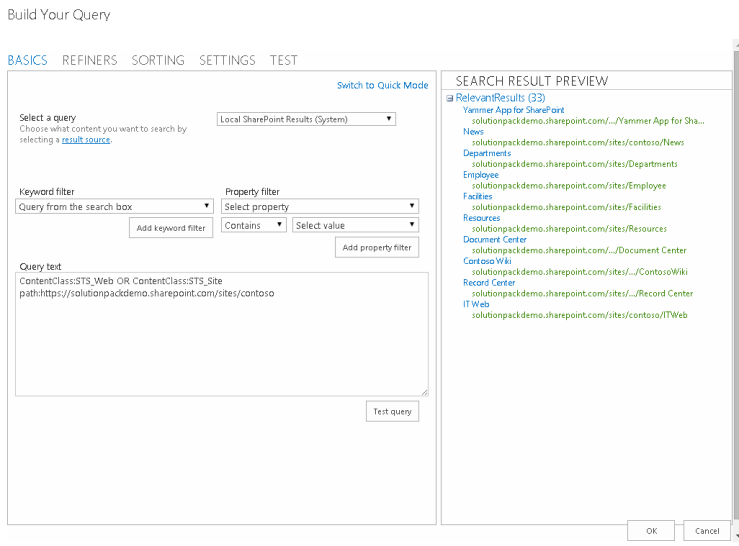 Build Your Query
BASICS REFINERS SORTING SETTINGS TEST
Switch to Quick Mode
Select a query
Choose what content you want to search by
selecting a result source.
Local SharePoint Results (System)
Keyword filter
Property filter
Query from the search box
Select property
Add keyword filter
Contains
Select value
Add property filter
Query text
ContentClass:STS_Web OR ContentClass:STS_Site
path:https://solutionpackdemo.sharepoint.com/sites/contoso
Test query
SEARCH RESULT PREVIEW
RelevantResults (33)
Yammer App for SharePoint
solutionpackdemo.sharepoint.com/.../Yammer App for Sha...
News
solutionpackdemo.sharepoint.com/sites/contoso/News
Departments
solutionpackdemo.sharepoint.com/sites/Departments
Employee
solutionpackdemo.sharepoint.com/sites/Employee
Facilities
solutionpackdemo.sharepoint.com/sites/Facilities
Resources
solutionpackdemo.sharepoint.com/sites/Resources
Document Center
solutionpackdemo.sharepoint.com/.../Document Center
Contoso Wiki
solutionpackdemo.sharepoint.com/sites/.../ContosoWiki
Record Center
solutionpackdemo.sharepoint.com/sites/.../Record Center
IT Web
solutionpackdemo.sharepoint.com/sites/contoso/ITWeb
OK
Cancel